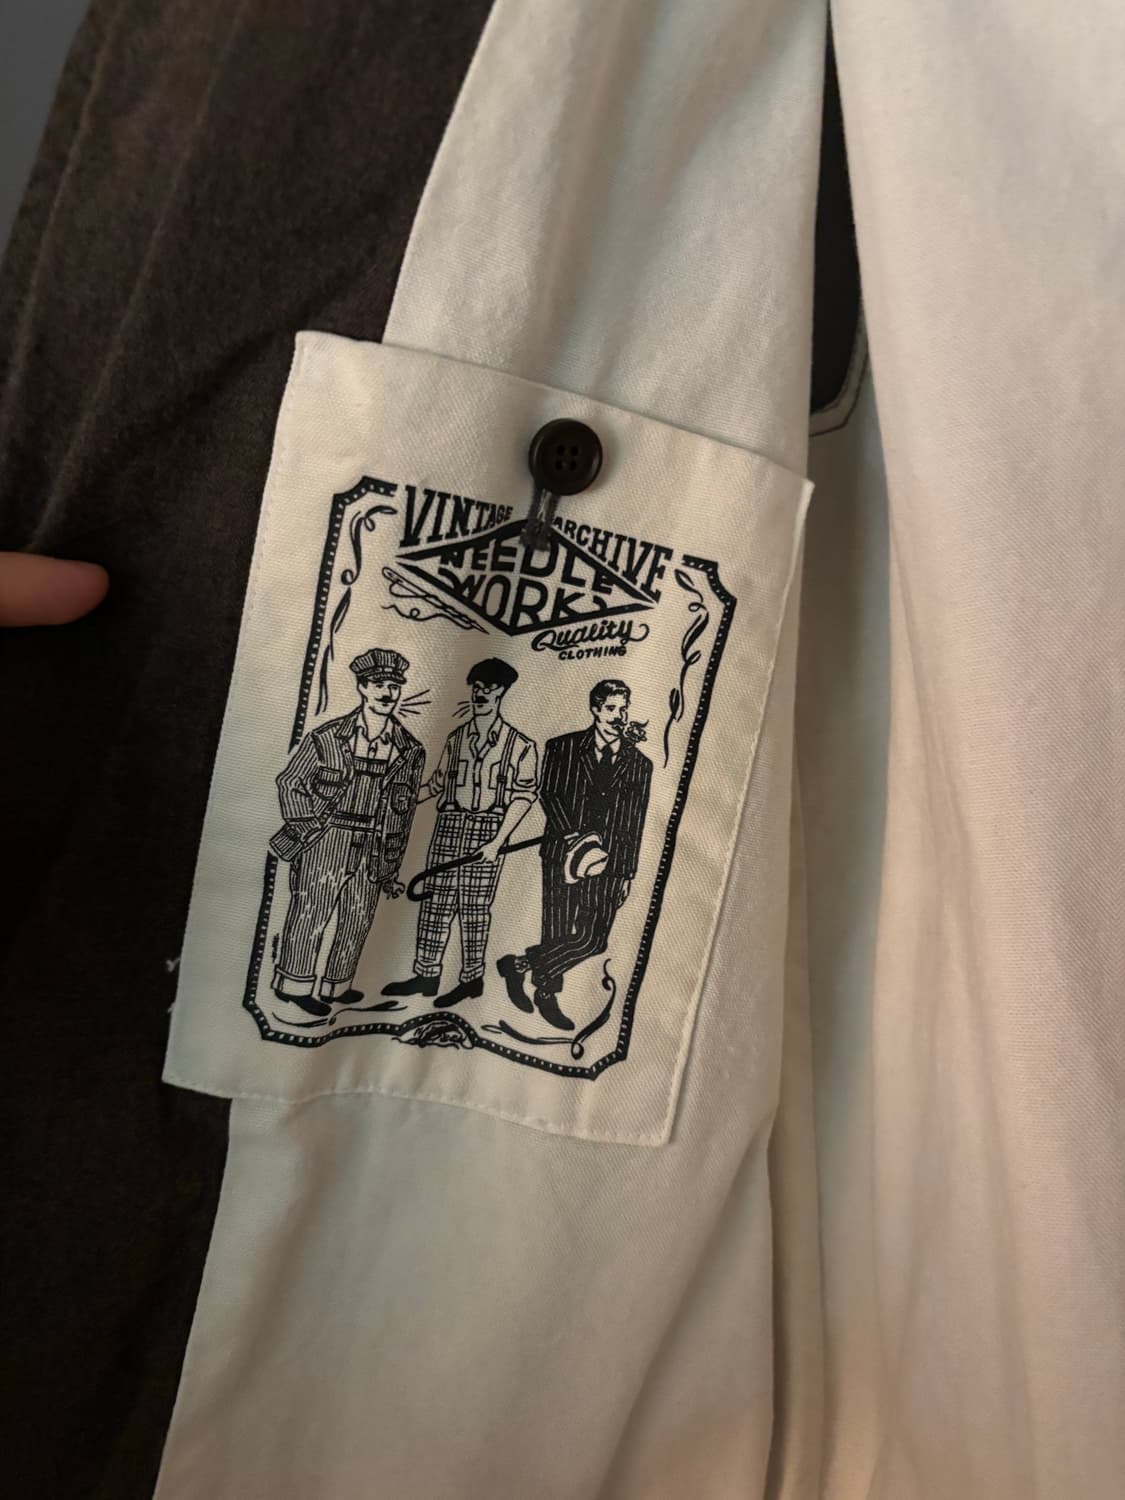 VINTAGE ARCHIVE
NEEDLE
WORKS
Quality
CLOTHING